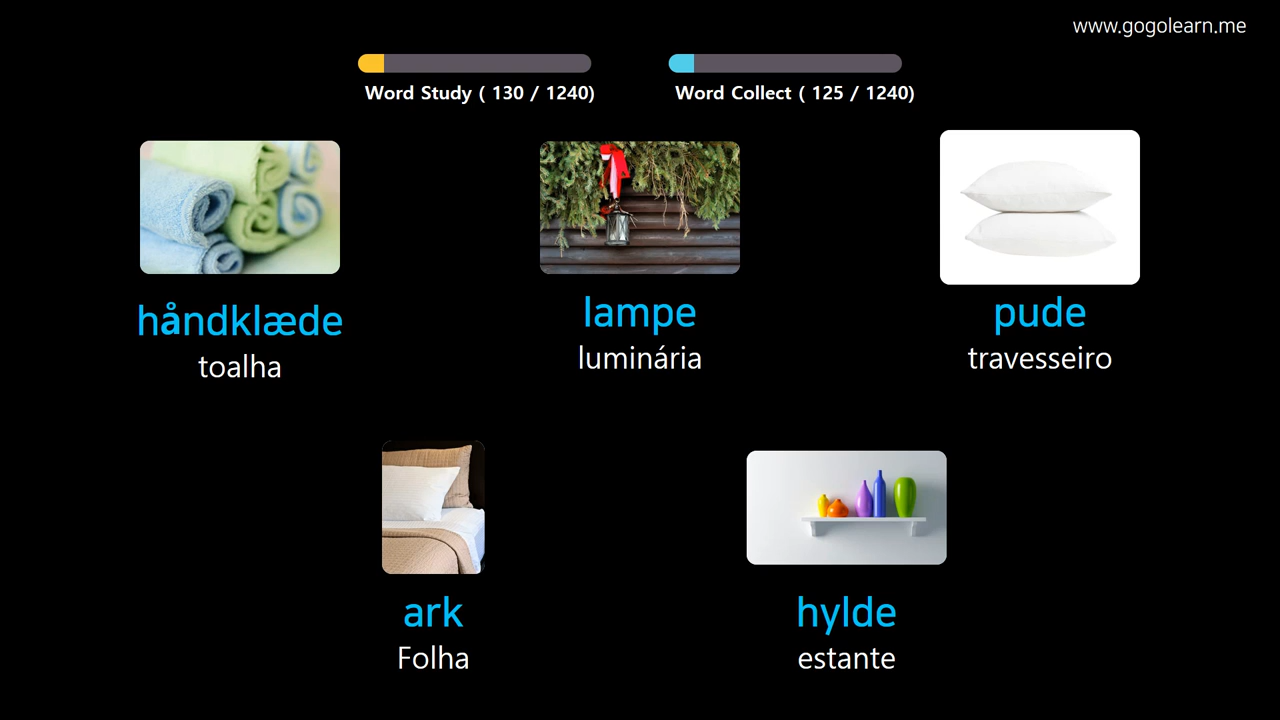 www.gogolearn.me
Word Study ( 130 / 1240)
Word Collect ( 125 / 1240)
håndklæde
toalha
lampe
luminária
pude
travesseiro
ark
Folha
hylde
estante